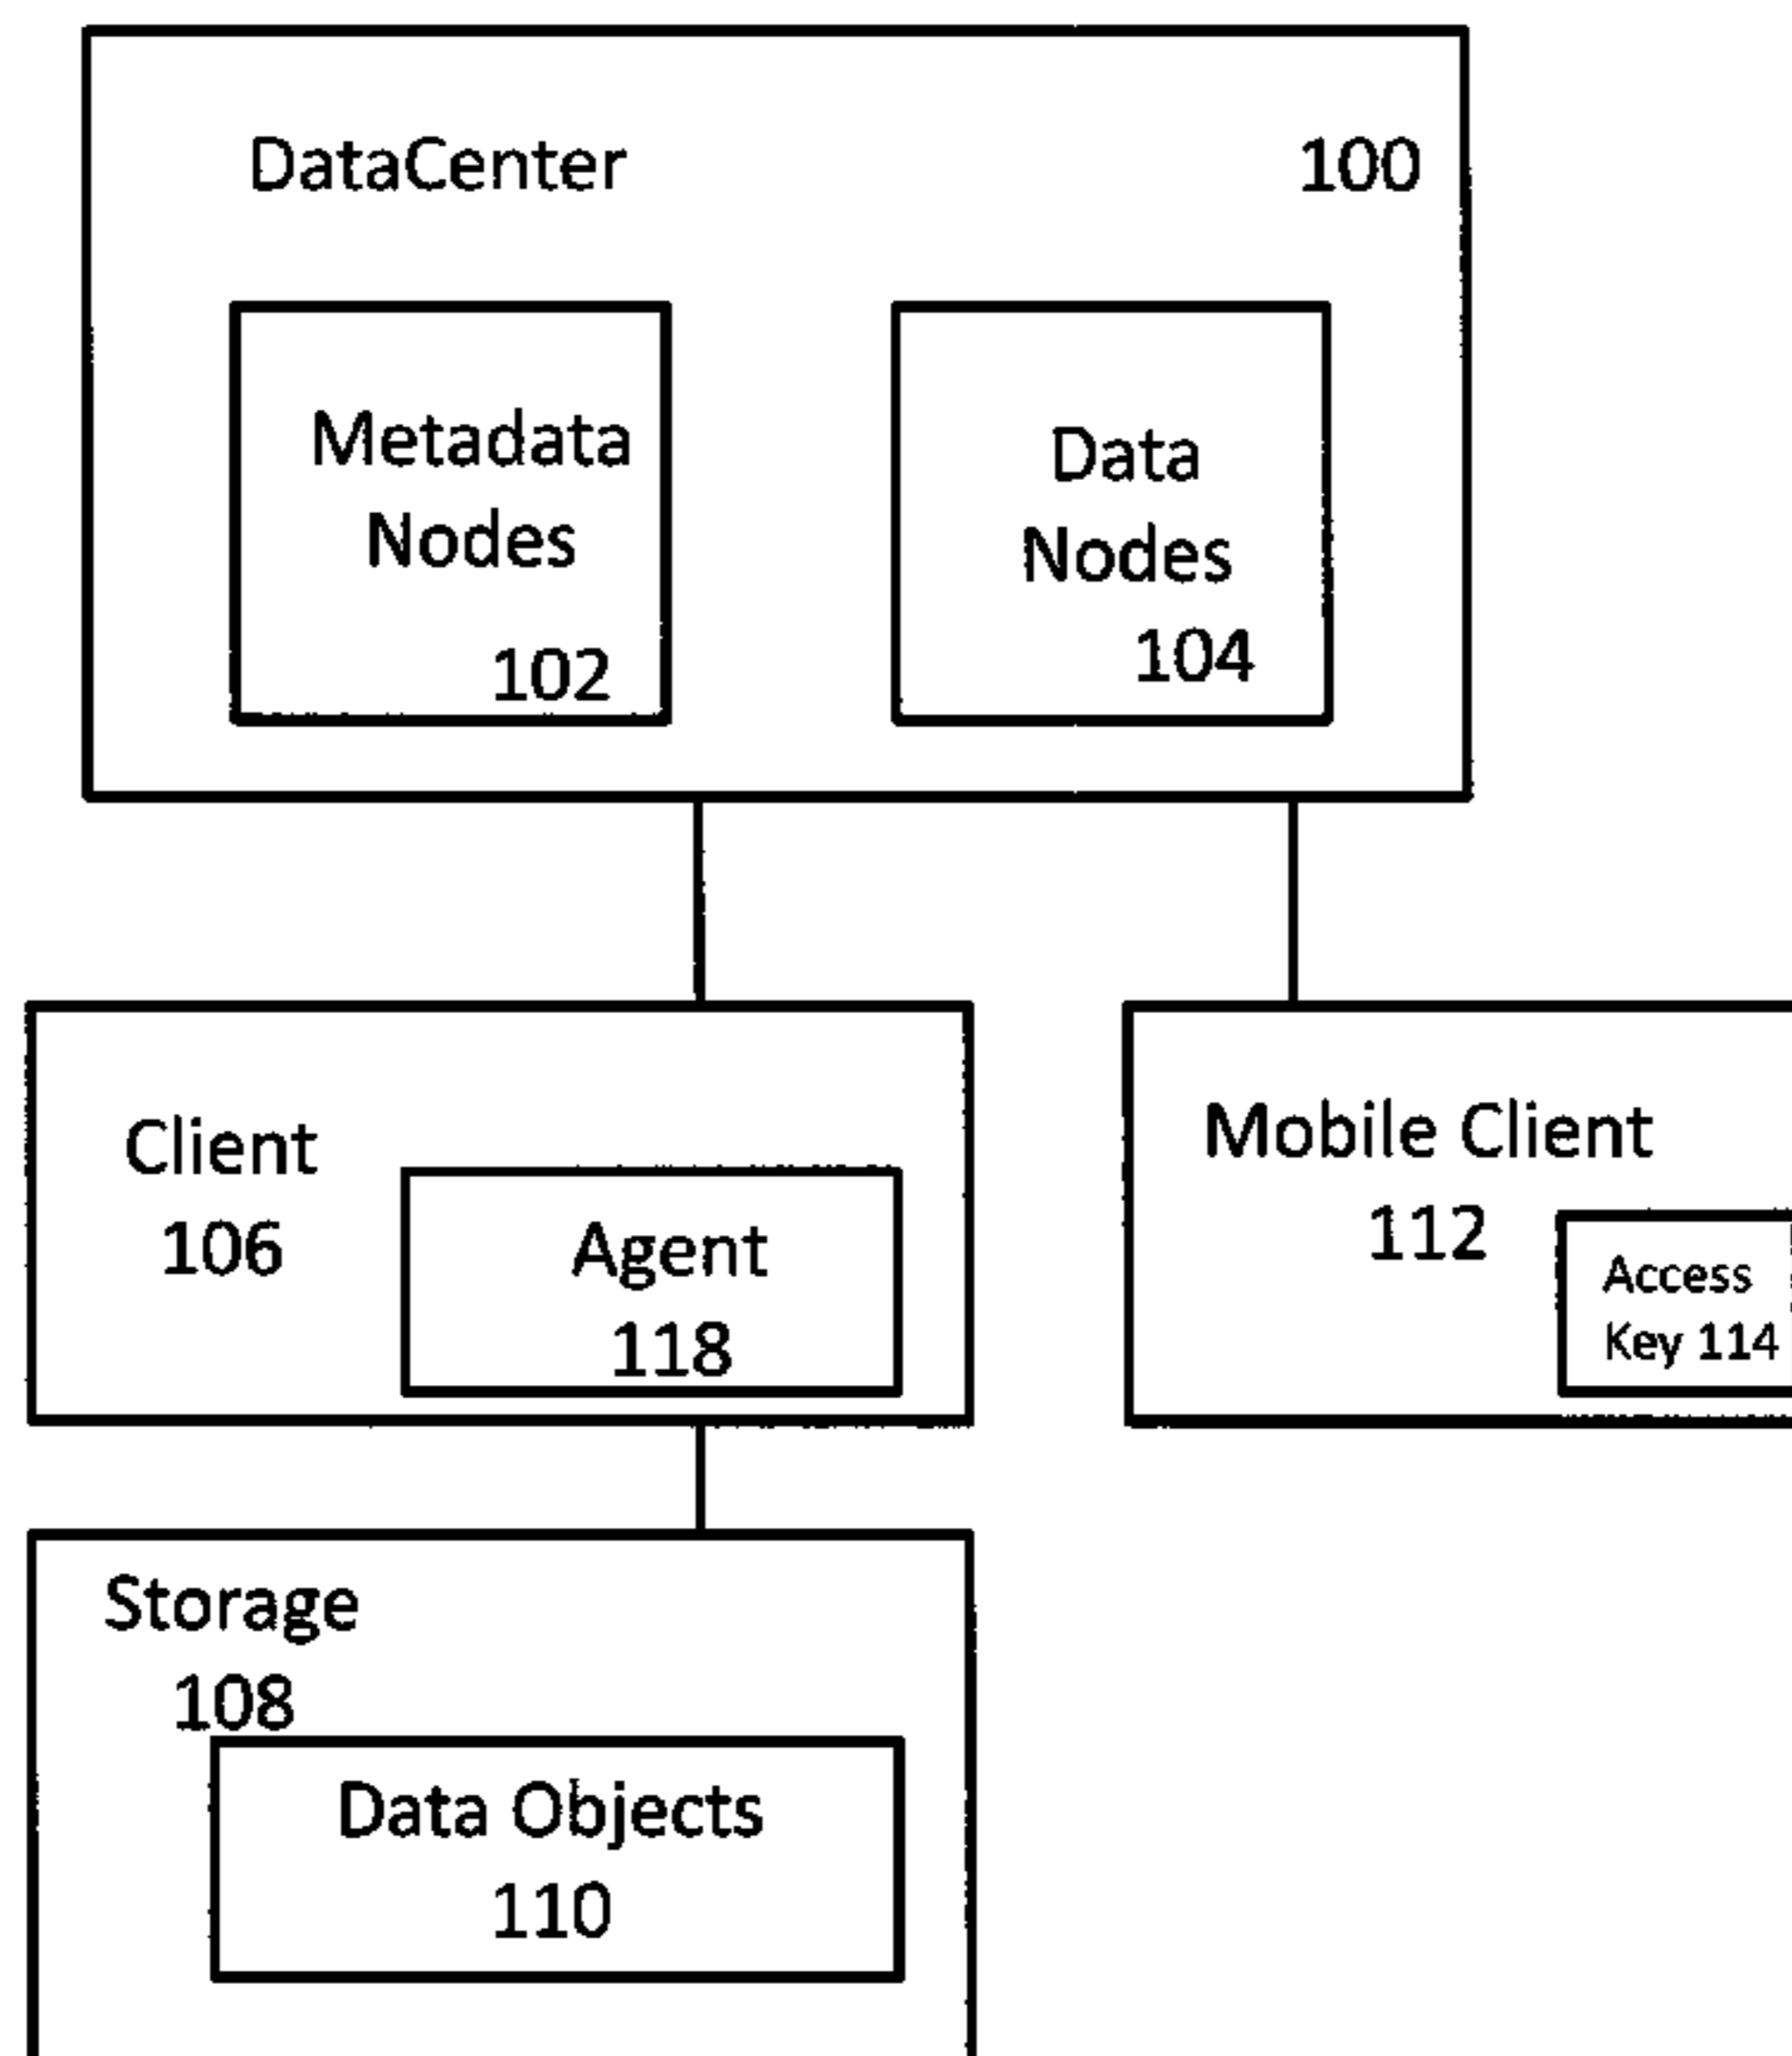 DataCenter 100
Metadata
Nodes
102
Data
Nodes
104
Client
106
Agent
118
Mobile Client
112
Access
Key 114
Storage
108
Data Objects
110